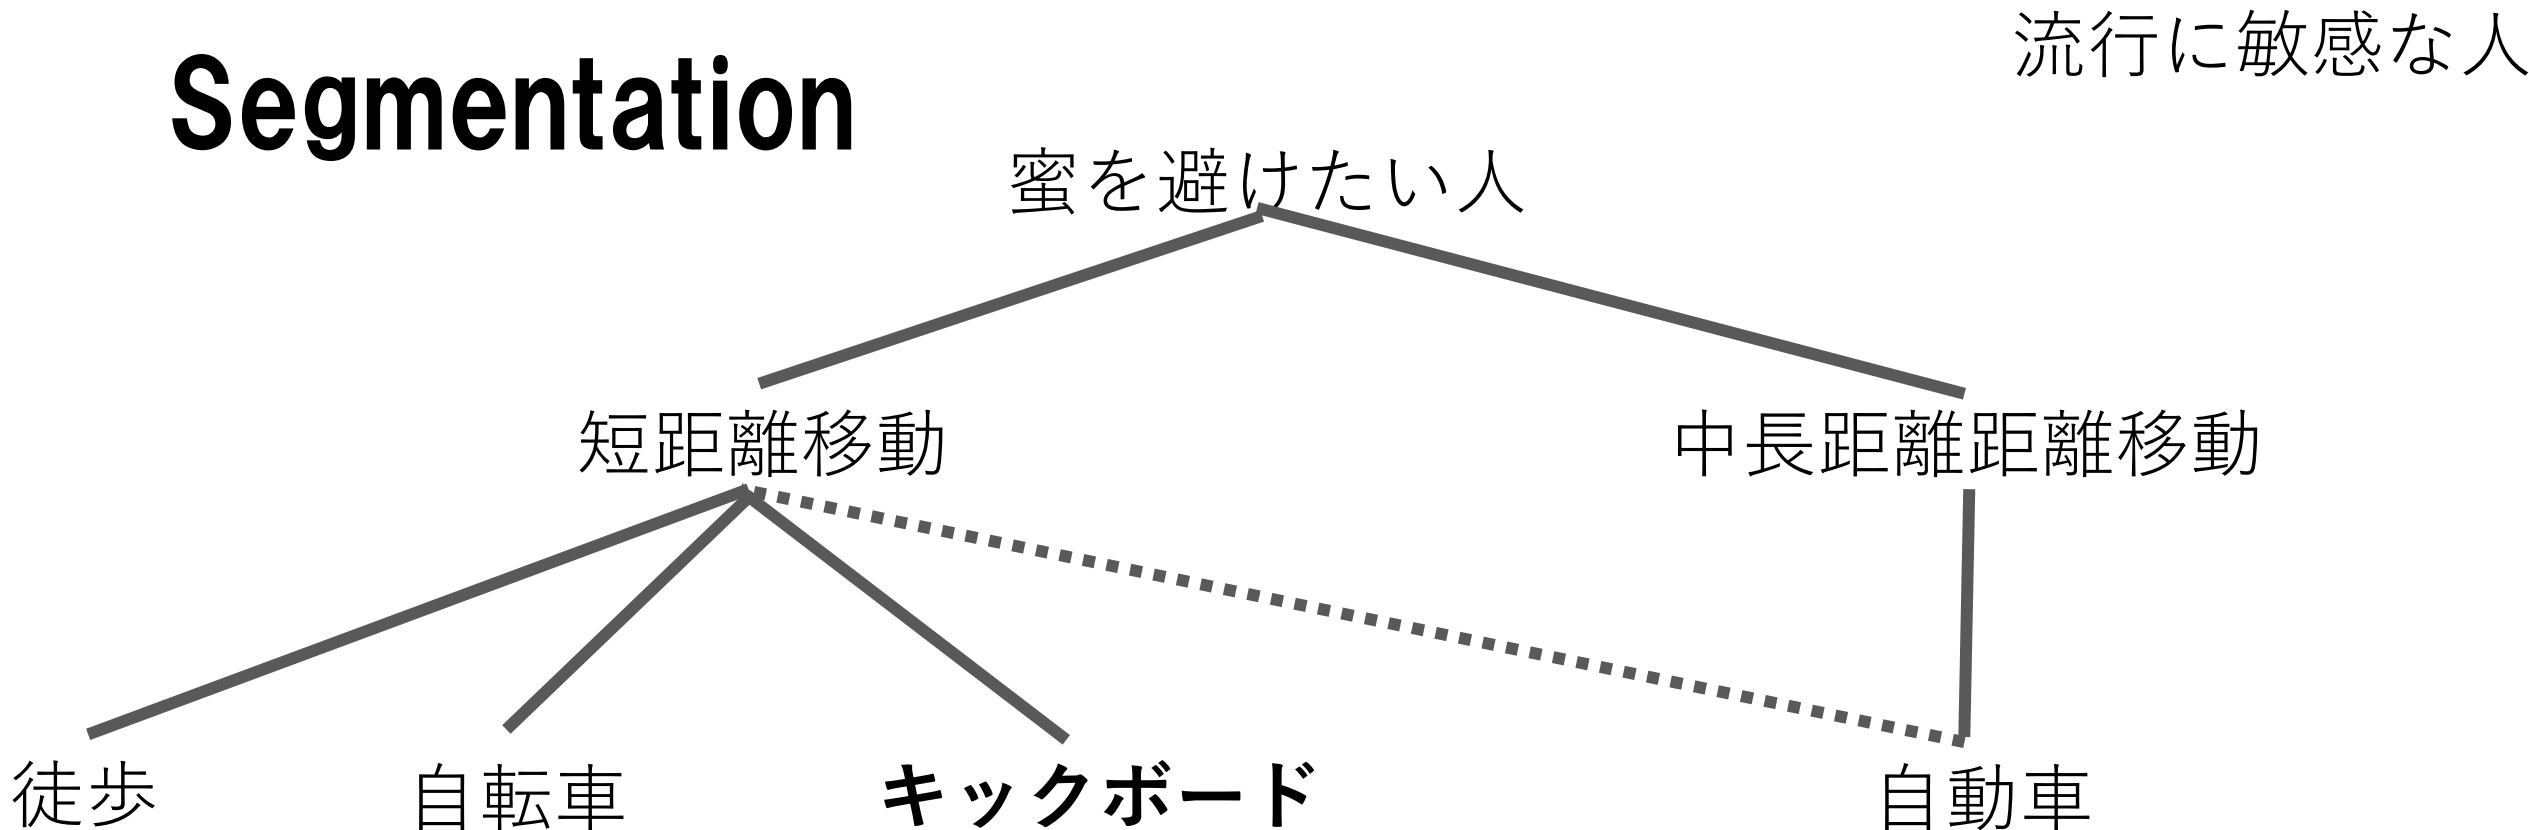 流行に敏感な人
Segmentation
蜜を避けたい人
短距離移動
中長距離距離移動
徒歩
自転車
キックボード
自動車